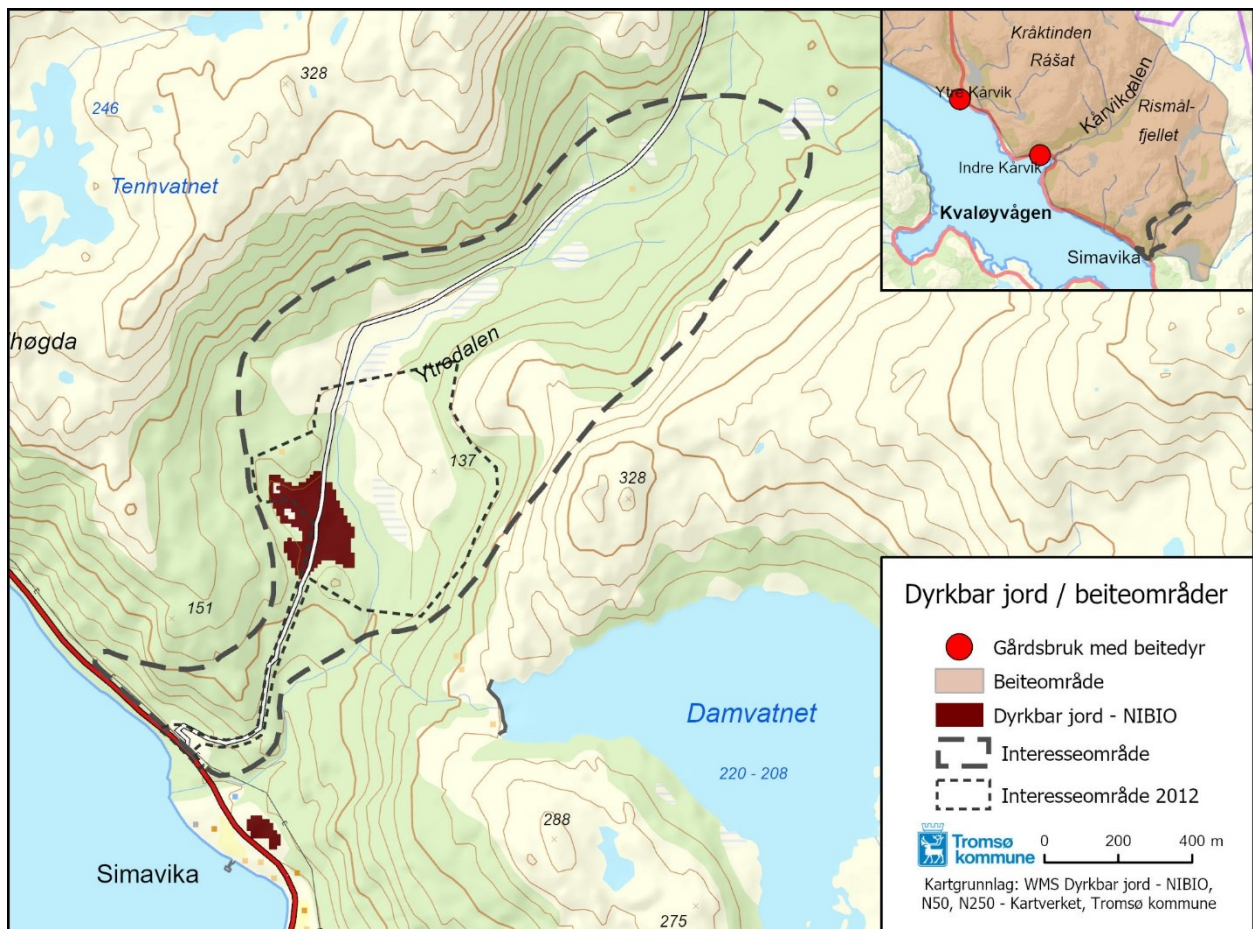 328
246
Tennvatnet
høgda
Ytredalen
137
328
151
Damvatnet
220 - 208
288
Simavika
275
Kråktinden
Rášat
Ytre Kårvik
Kårvikdalen
Rismål-
fjellet
Indre Kårvik
Kvaløyvågen
Simavika
Dyrkbar jord / beiteområder
Gårdsbruk med beitedyr
Beiteområde
Dyrkbar jord - NIBIO
Interesseområde
Interesseområde 2012
Tromsø
kommune
0 200 400 m
Kartgrunnlag: WMS Dyrkbar jord - NIBIO,
N50, N250 - Kartverket, Tromsø kommune